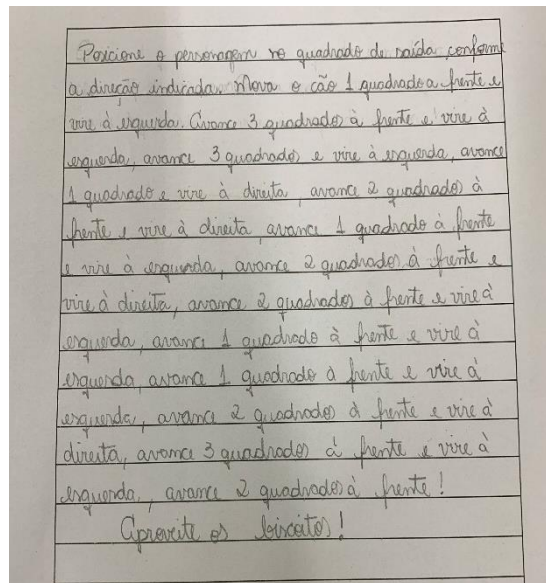 Posicione o personagem no quadrado de saída conforme
a direção indicada. Mova o cão 1 quadrado a frente e
vire à esquerda. Avance 3 quadrados à frente e vire à
esquerda, avance 3 quadrados e vire à esquerda, avance
1 quadrado e vire à direita, avance 2 quadrados à
frente e vire à direita, avance 1 quadrado à frente
e vire à esquerda, avance 2 quadrados à frente e
vire à direita, avance 2 quadrados à frente e vire à
esquerda, avance 1 quadrado à frente e vire à
esquerda, avance 1 quadrado à frente e vire à
esquerda, avance 2 quadrados à frente e vire à
direita, avance 3 quadrados à frente e vire à
esquerda, avance 2 quadrados à frente!
Aproveite os biscoitos!